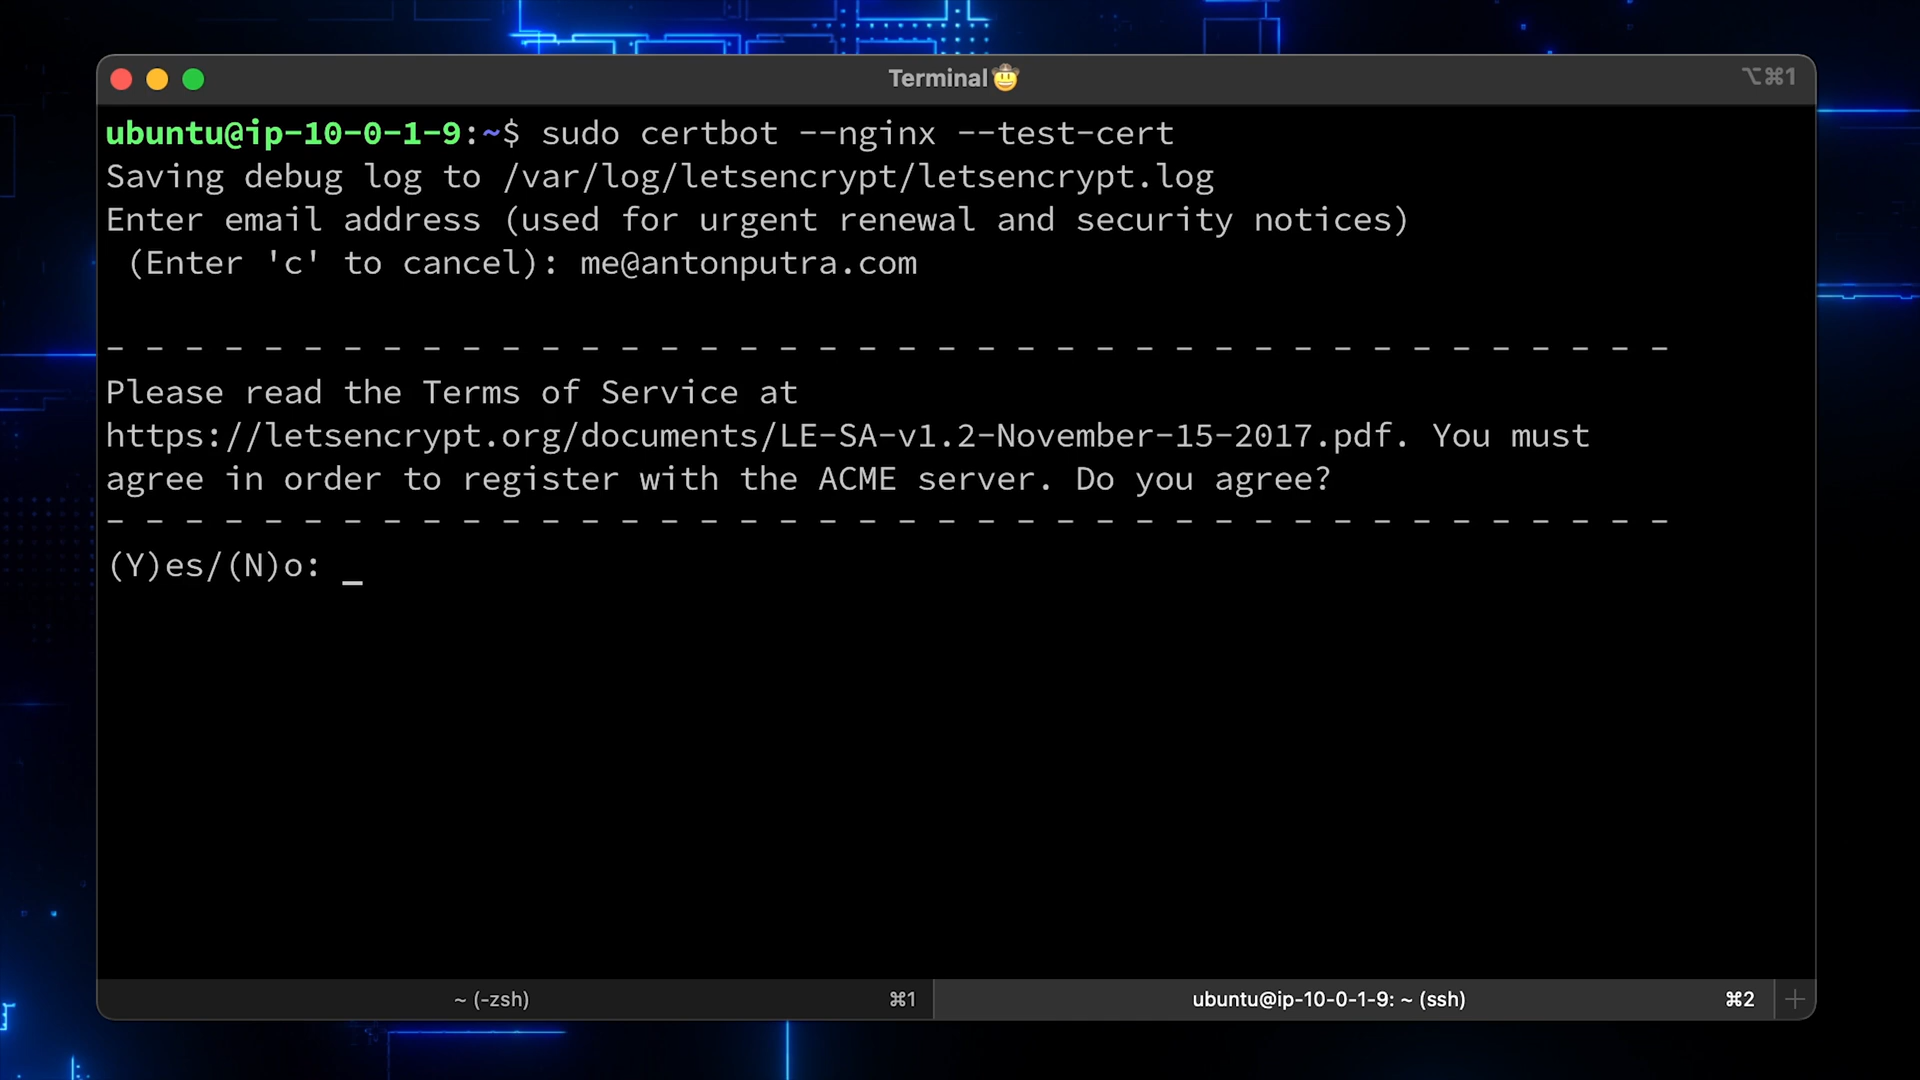 Terminal🤠
⌥⌘1
ubuntu@ip-10-0-1-9:~$ sudo certbot --nginx --test-cert
Saving debug log to /var/log/letsencrypt/letsencrypt.log
Enter email address (used for urgent renewal and security notices)
(Enter 'c' to cancel): me@antonputra.com
- - - - - - - - - - - - - - - - - - - - - - - - - - - - - - - - - - - - - - - -
Please read the Terms of Service at
https://letsencrypt.org/documents/LE-SA-v1.2-November-15-2017.pdf. You must
agree in order to register with the ACME server. Do you agree?
- - - - - - - - - - - - - - - - - - - - - - - - - - - - - - - - - - - - - - - -
(Y)es/(N)o: _
~ (-zsh) ⌘1
ubuntu@ip-10-0-1-9: ~ (ssh) ⌘2 +